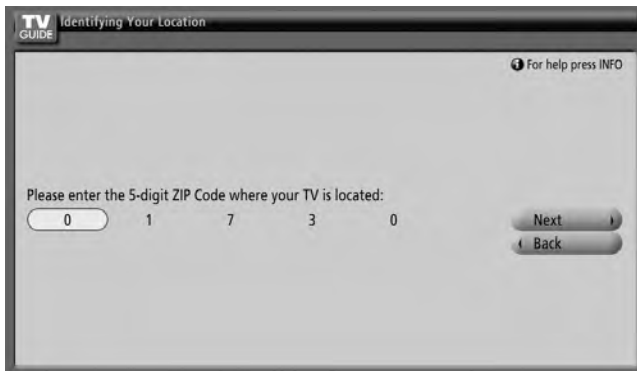 TV
GUIDE
Identifying Your Location
For help press INFO
Please enter the 5-digit ZIP Code where your TV is located:
0 1 7 3 0
Next
Back